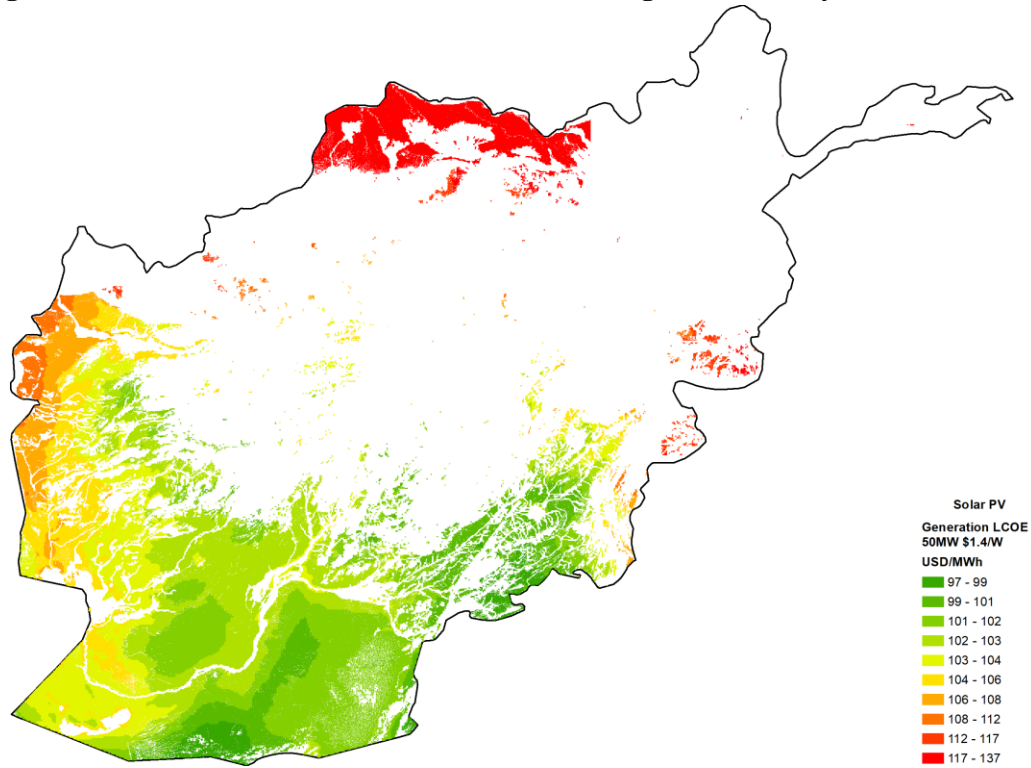 Solar PV
Generation LCOE
50MW $1.4/W
USD/MWh
97 - 99
99 - 101
101 - 102
102 - 103
103 - 104
104 - 106
106 - 108
108 - 112
112 - 117
117 - 137